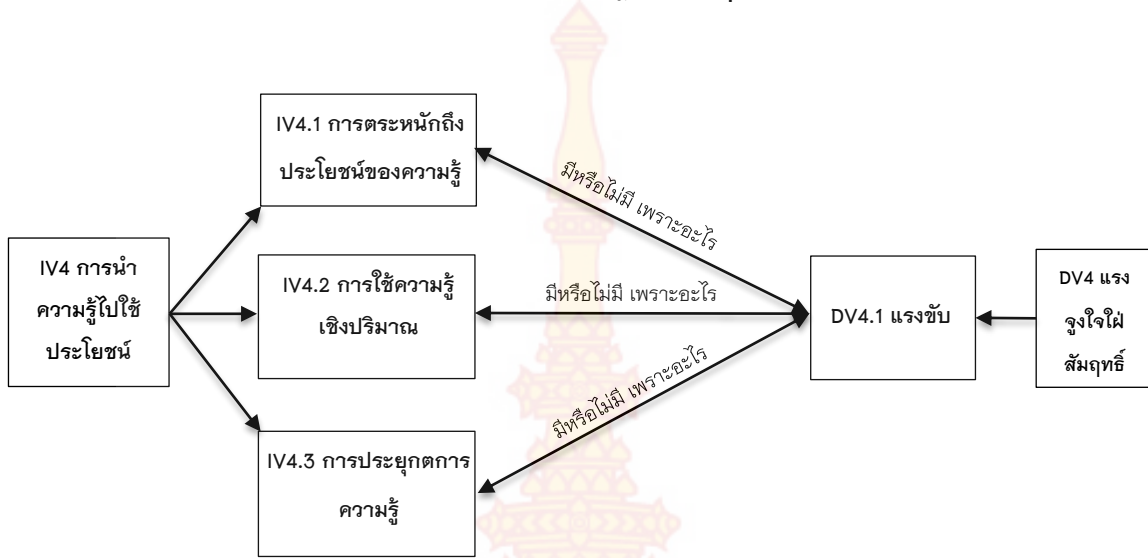 IV4.1 การตระหนักถึง
ประโยชน์ของความรู้
มีหรือไม่มี เพราะอะไร
IV4 การนำ
ความรู้ไปใช้
ประโยชน์
IV4.2 การใช้ความรู้
เชิงปริมาณ
มีหรือไม่มี เพราะอะไร
DV4.1 แรงขับ
DV4 แรง
จูงใจใฝ่
สัมฤทธิ์
มีหรือไม่มี เพราะอะไร
IV4.3 การประยุกตการ
ความรู้